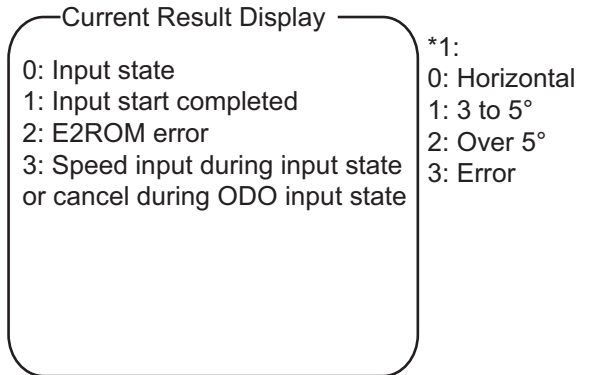 Current Result Display
0: Input state
1: Input start completed
2: E2ROM error
3: Speed input during input state
or cancel during ODO input state
*1:
0: Horizontal
1: 3 to 5°
2: Over 5°
3: Error